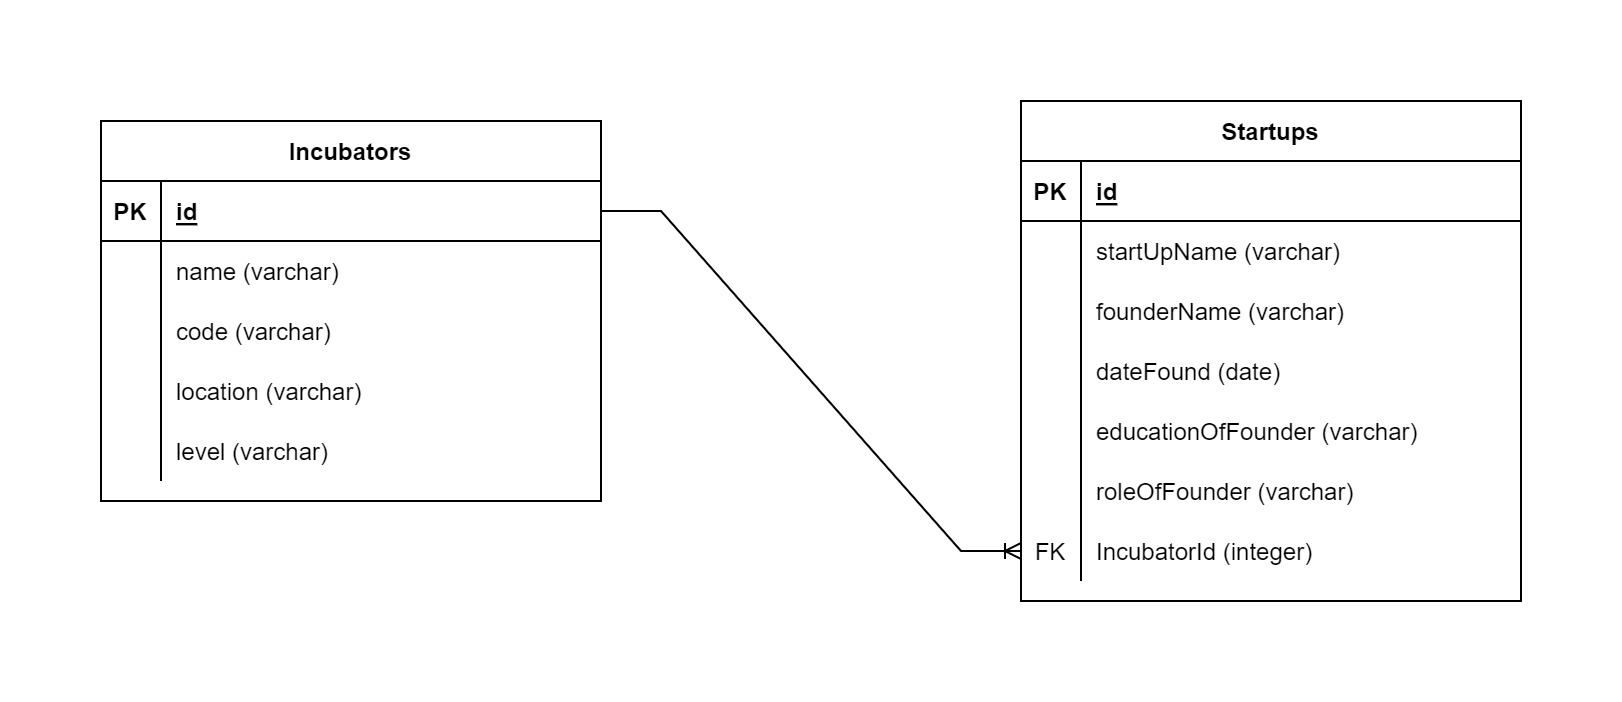 Incubators
PK id
name (varchar)
code (varchar)
location (varchar)
level (varchar)
Startups
PK id
startUpName (varchar)
founderName (varchar)
dateFound (date)
educationOfFounder (varchar)
roleOfFounder (varchar)
FK IncubatorId (integer)